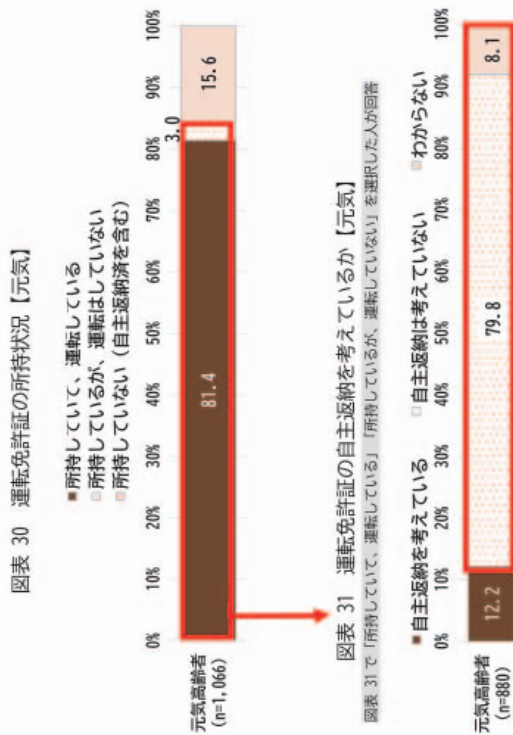 図表 30　運転免許証の所持状況【元気】
■所持していて、運転している
所持しているが、運転はしていない
所持していない（自主返納済を含む）
0% 10% 20% 30% 40% 50% 60% 70% 80% 90% 100%
元気高齢者
(n=1,066)
81.4
3.0
15.6
図表 31　運転免許証の自主返納を考えているか【元気】
図表 31 で「所持していて、運転している」「所持しているが、運転していない」を選択した人が回答
■自主返納を考えている 自主返納は考えていない わからない
0% 10% 20% 30% 40% 50% 60% 70% 80% 90% 100%
元気高齢者
(n=880)
12.2
79.8
8.1